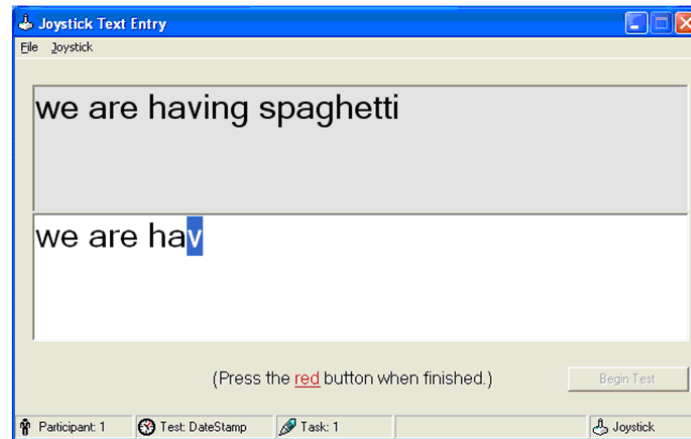 Joystick Text Entry
File Joystick
we are having spaghetti
we are hav
(Press the red button when finished.)
Begin Test
Participant: 1 Test: DateStamp Task: 1 Joystick